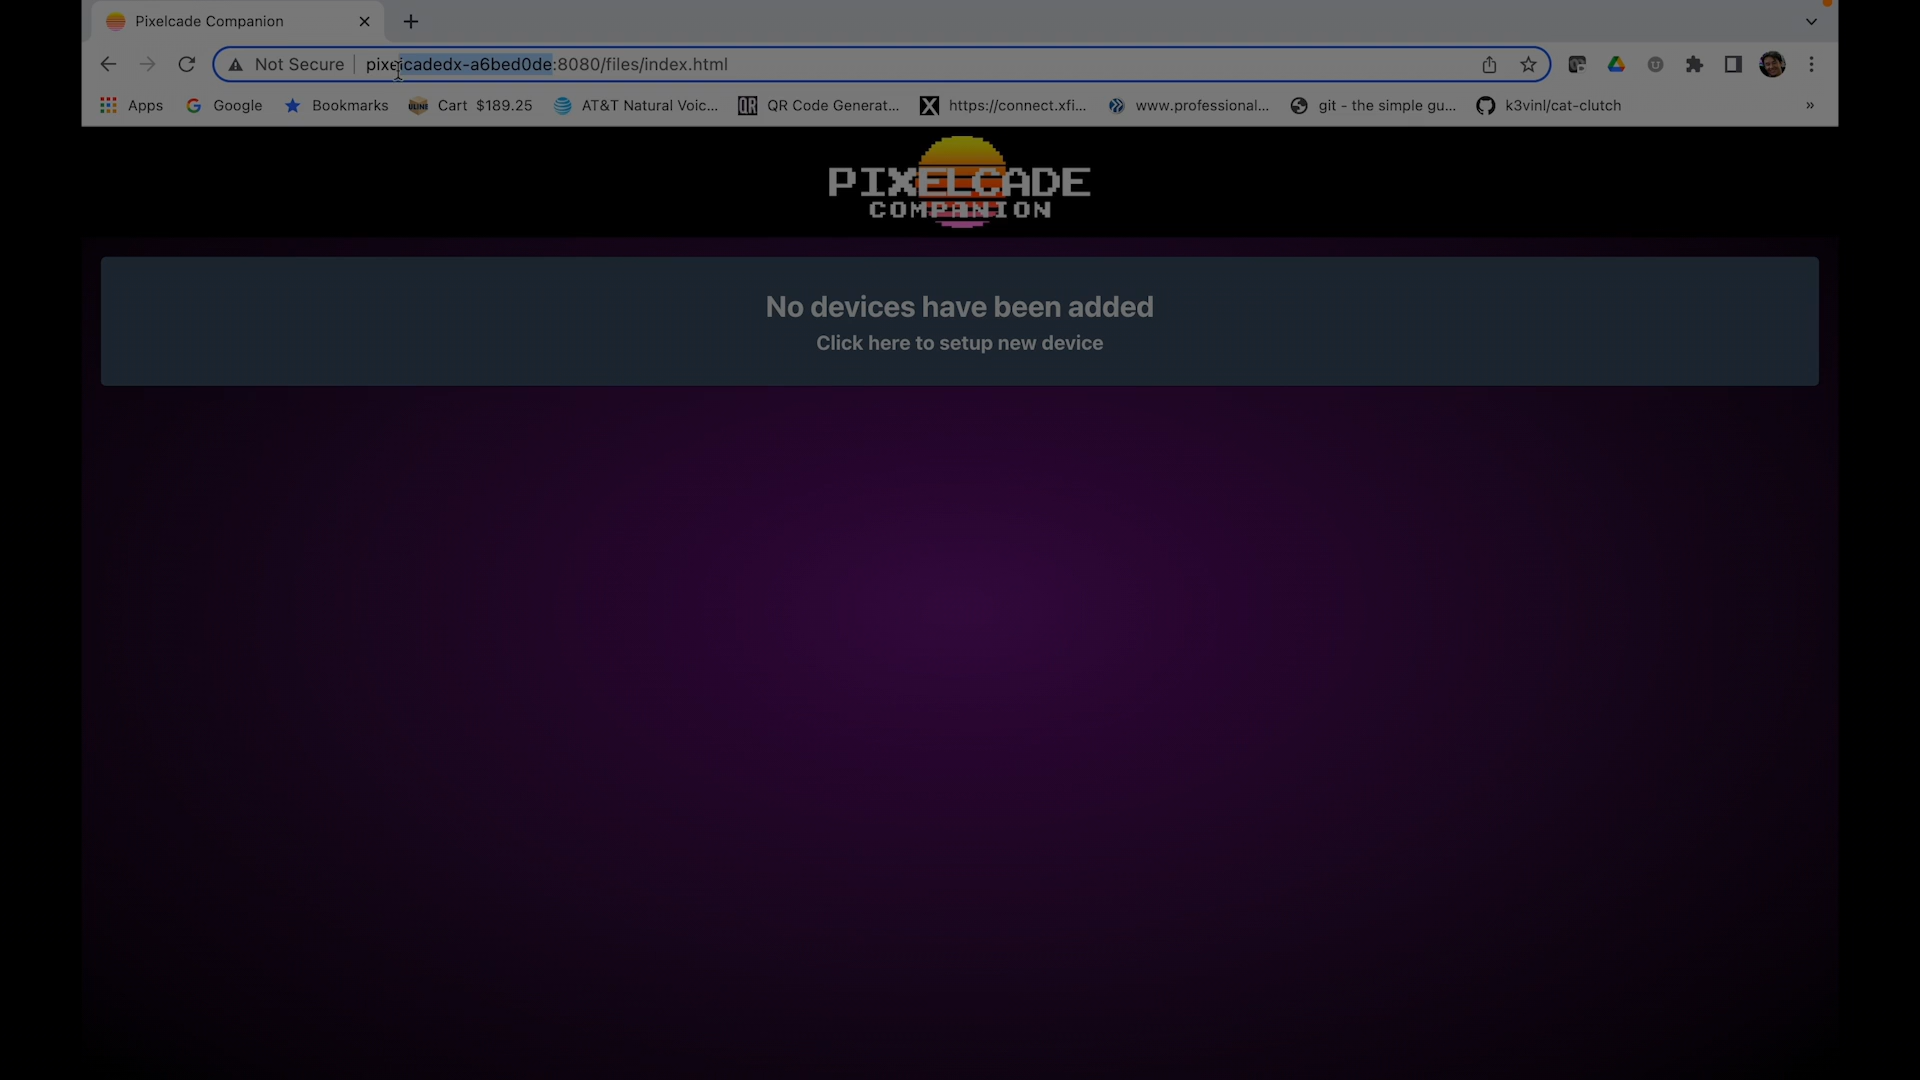 Pixelcade Companion
Not Secure | pixelcadedx-a6bed0de:8080/files/index.html
Apps Google Bookmarks Cart $189.25 AT&T Natural Voic... QR Code Generat... https://connect.xfi... www.professional... git - the simple gu... k3vinl/cat-clutch »
PIXELCADE
COMPANION
No devices have been added
Click here to setup new device